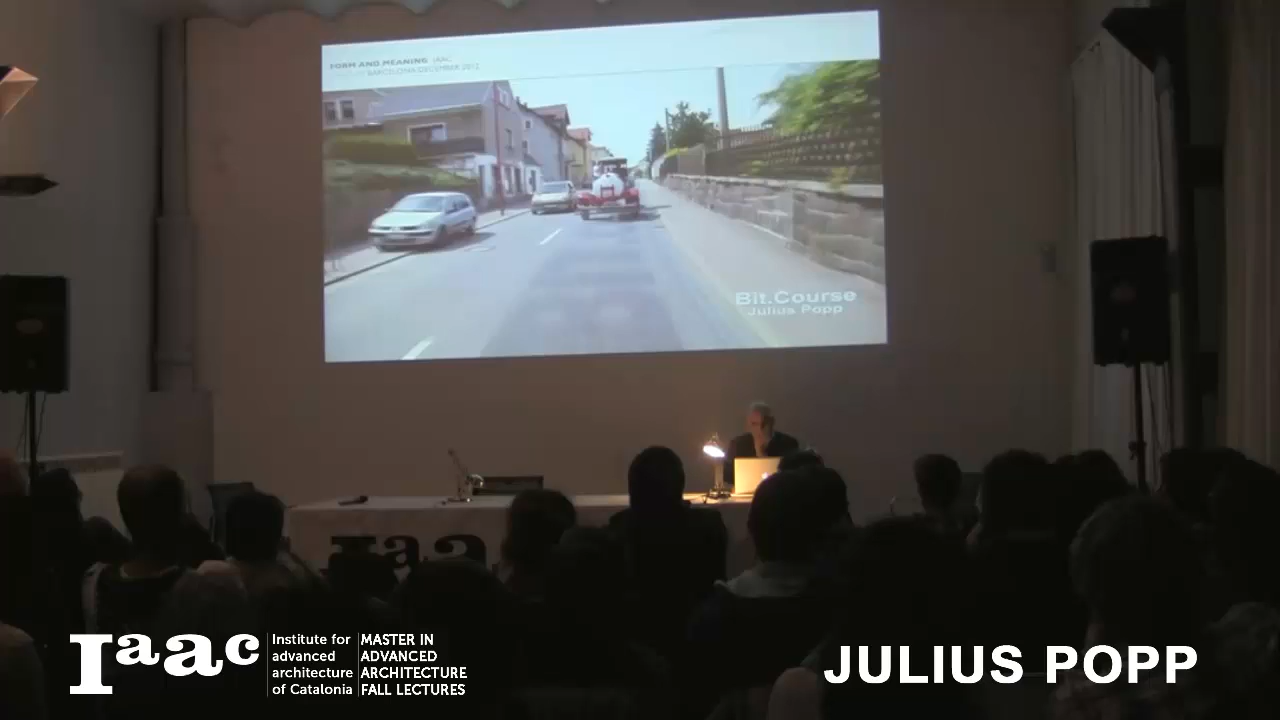 FORM AND MEANING IAAC
BARCELONA DECEMBER 2012
Bit.Course
Julius Popp
Iaac
Iaac
Institute for
advanced
architecture
of Catalonia
MASTER IN
ADVANCED
ARCHITECTURE
FALL LECTURES
JULIUS POPP